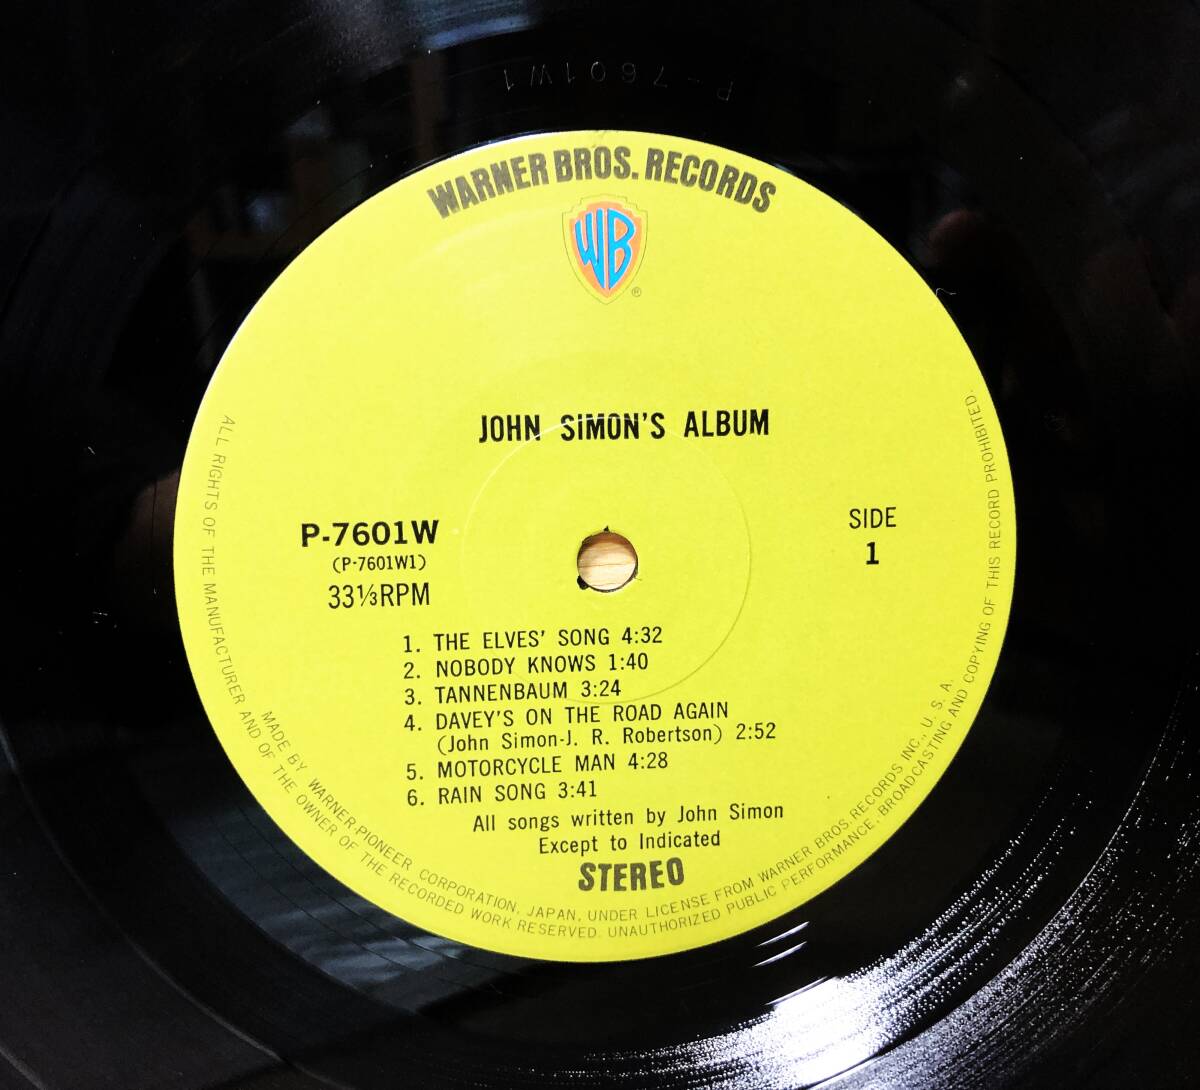 P-7601W1
WARNER BROS. RECORDS
WB
®
JOHN SIMON'S ALBUM
P-7601W
(P-7601W1)
33⅓RPM
SIDE
1
1. THE ELVES' SONG 4:32
2. NOBODY KNOWS 1:40
3. TANNENBAUM 3:24
4. DAVEY'S ON THE ROAD AGAIN
(John Simon-J. R. Robertson) 2:52
5. MOTORCYCLE MAN 4:28
6. RAIN SONG 3:41
All songs written by John Simon
Except to Indicated
STEREO
MADE BY WARNER-PIONEER CORPORATION, JAPAN, UNDER LICENSE FROM WARNER BROS. RECORDS INC., U. S. A.
ALL RIGHTS OF THE MANUFACTURER AND OF THE OWNER OF THE RECORDED WORK RESERVED. UNAUTHORIZED PUBLIC PERFORMANCE, BROADCASTING AND COPYING OF THIS RECORD PROHIBITED.